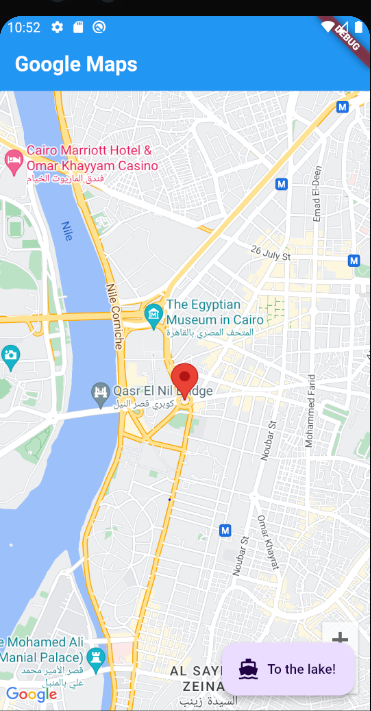 10:52
DEBUG
Google Maps
Cairo Marriott Hotel &
Omar Khayyam Casino
فندق الماريوت الخيام
Nile
Emad El-Deen
M
M
26 July St
M
Nile Corniche
The Egyptian
Museum in Cairo
المتحف المصري بالقاهرة
Qasr El Nil Bridge
كوبري قصر النيل
Mohammed Farid
Noubar St
M
Omar Khayrat
Noubar St
e Mohamed Ali
Manial Palace)
قصر الأمير محمد
علي بالمنيل
AL SAY
ZEINA
السيدة زينب
To the lake!
Google